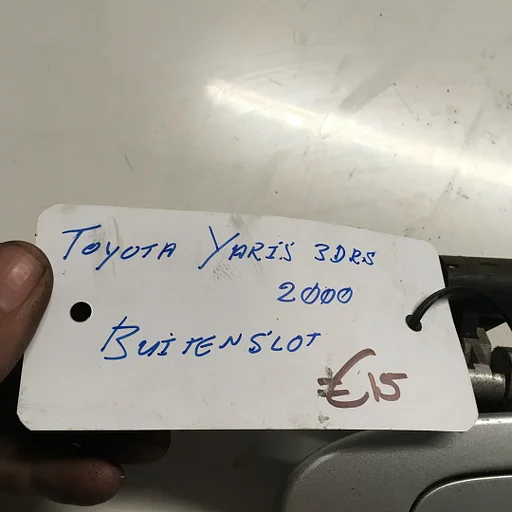 TOYOTA YARIS 3DRS
2000
BUITENSLOT
€15